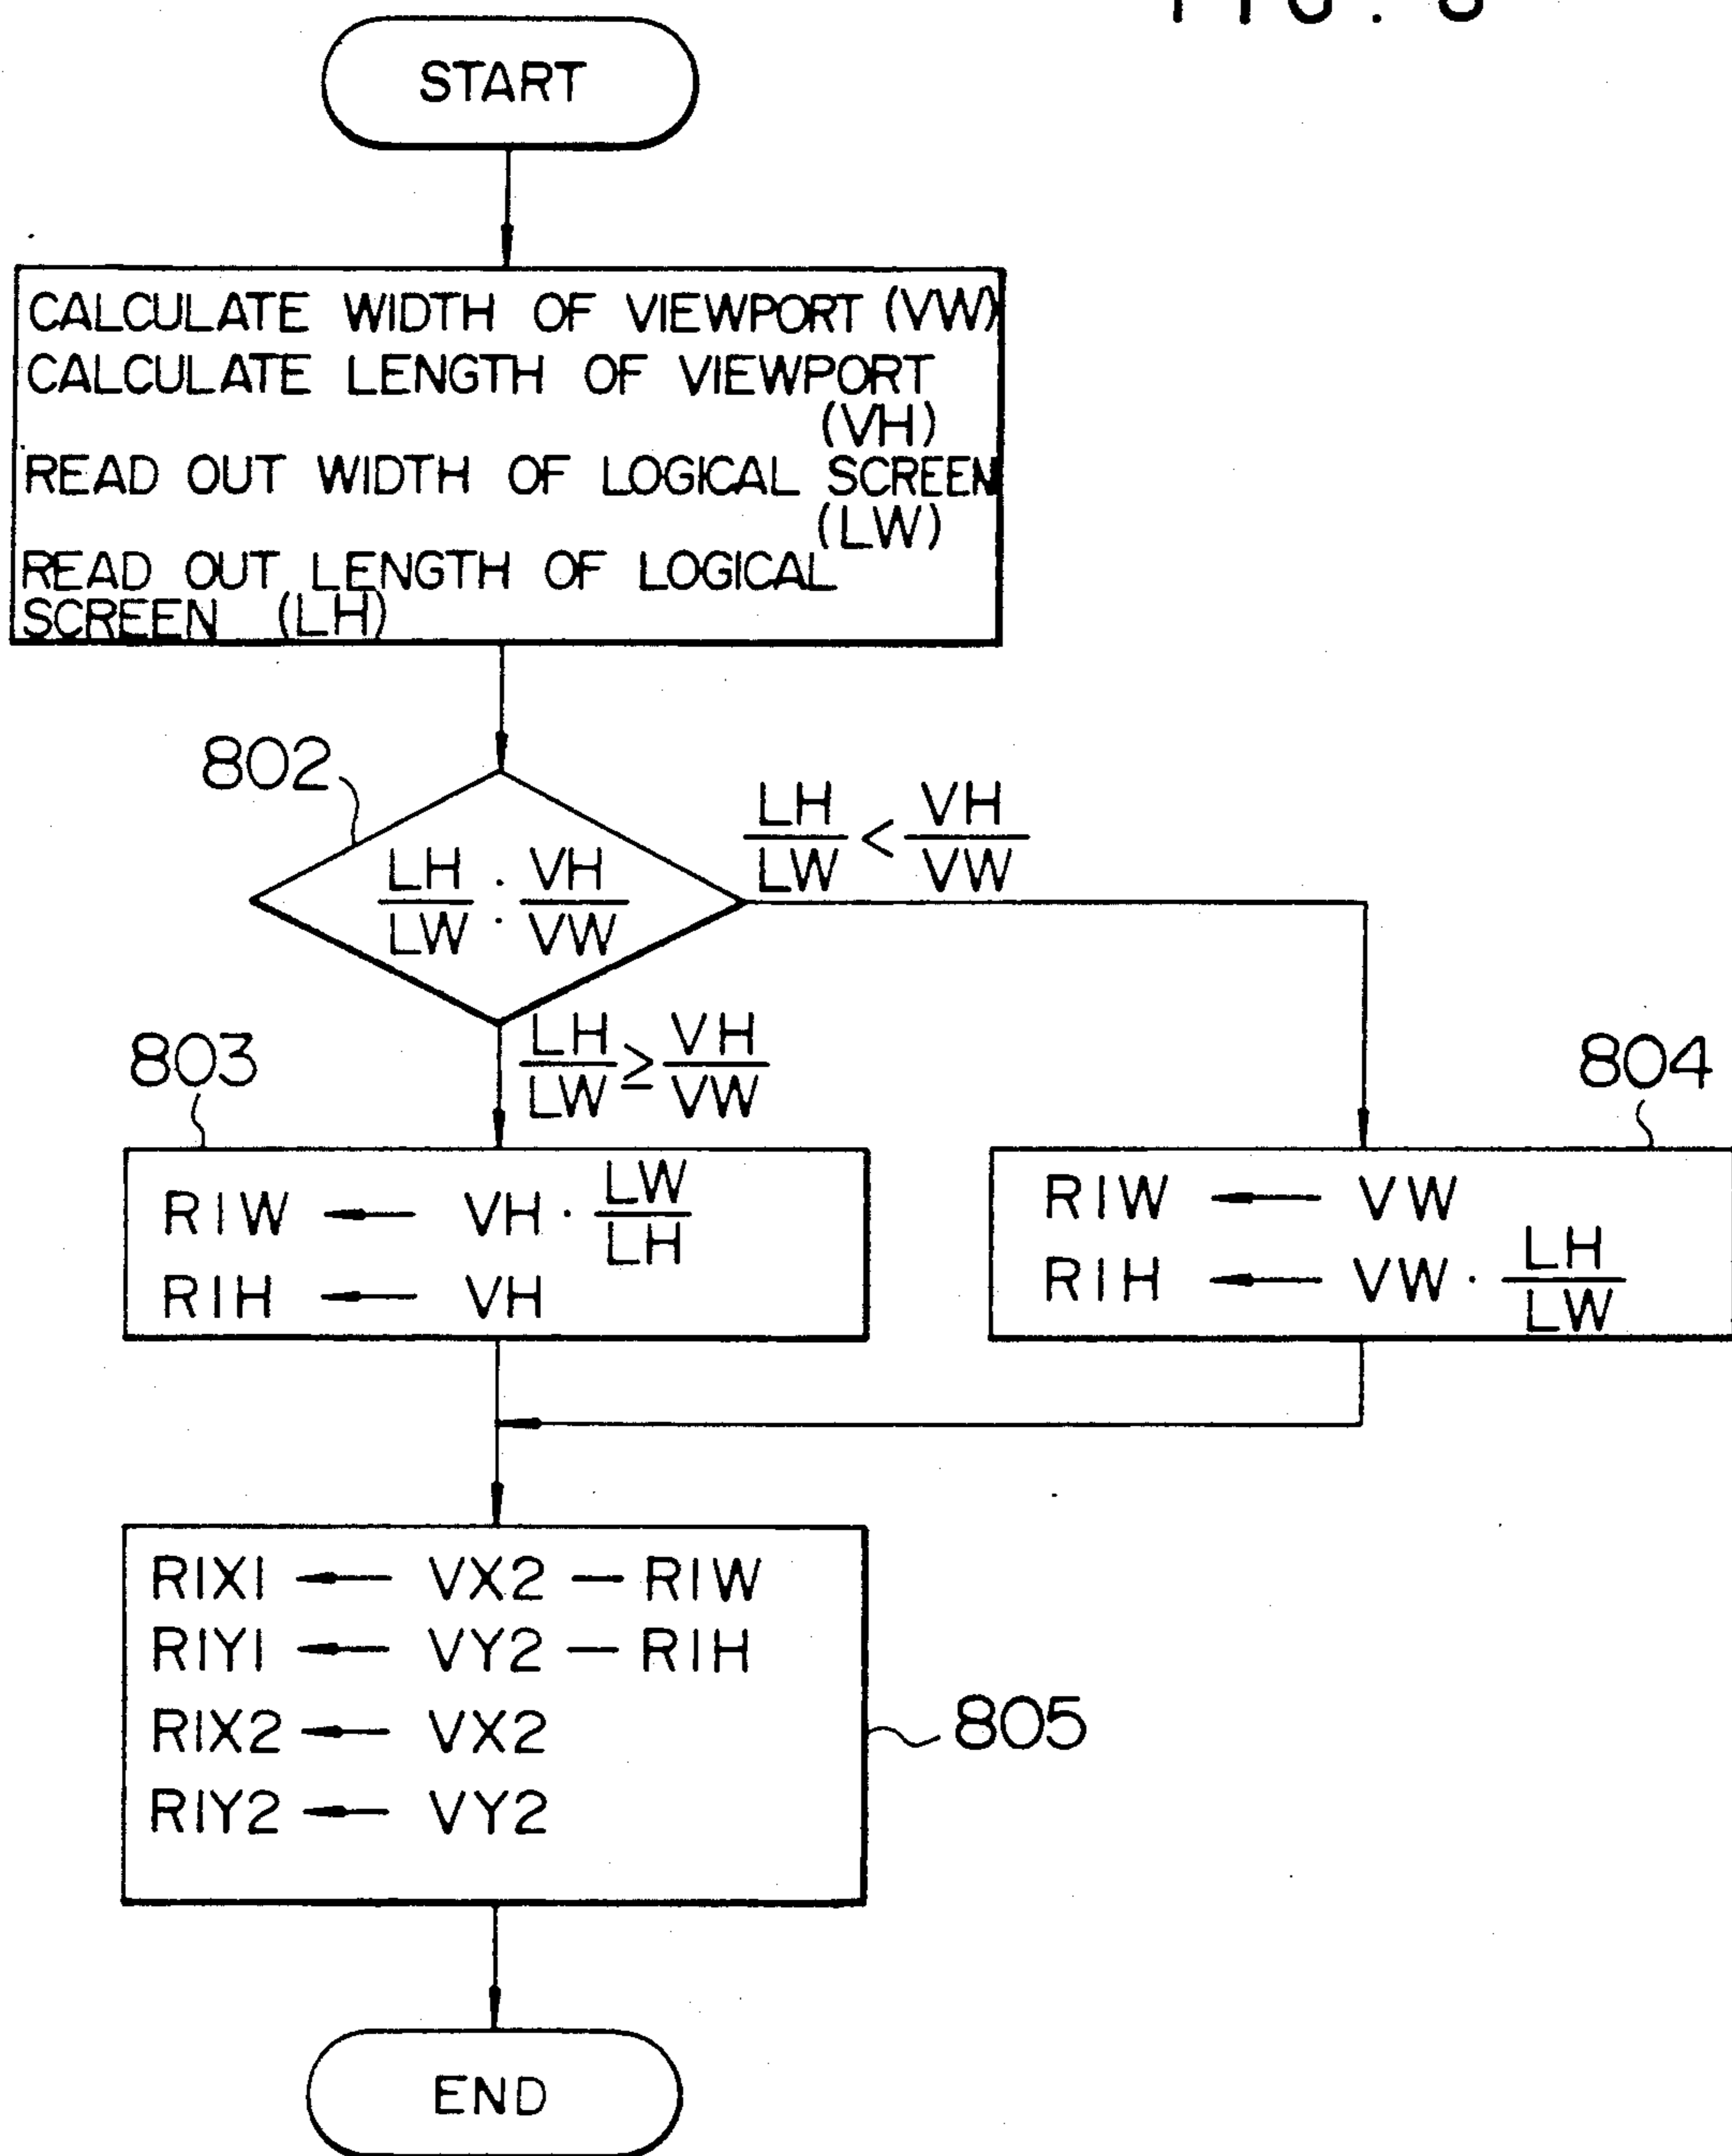 FIG. 8
START
CALCULATE WIDTH OF VIEWPORT (VW)
CALCULATE LENGTH OF VIEWPORT
(VH)
READ OUT WIDTH OF LOGICAL SCREEN
(LW)
READ OUT LENGTH OF LOGICAL
SCREEN (LH)
802
LH/LW : VH/VW
LH/LW < VH/VW
LH/LW ≥ VH/VW
803
RIW ← VH · LW/LH
RIH ← VH
804
RIW ← VW
RIH ← VW · LH/LW
RIX1 ← VX2 — RIW
RIY1 ← VY2 — RIH
RIX2 ← VX2
RIY2 ← VY2
805
END